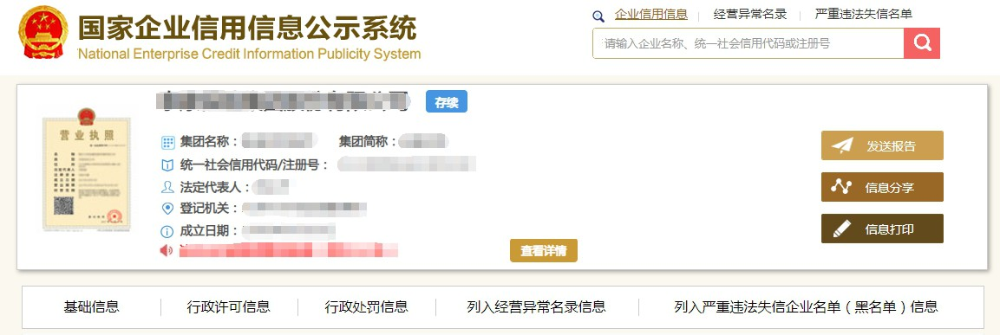 国家企业信用信息公示系统
National Enterprise Credit Information Publicity System
企业信用信息 经营异常名录 严重违法失信名单
请输入企业名称、统一社会信用代码或注册号
存续
营业执照
集团名称： 集团简称：
统一社会信用代码/注册号：
法定代表人：
登记机关：
成立日期：
查看详情
发送报告
信息分享
信息打印
基础信息 行政许可信息 行政处罚信息 列入经营异常名录信息 列入严重违法失信企业名单（黑名单）信息